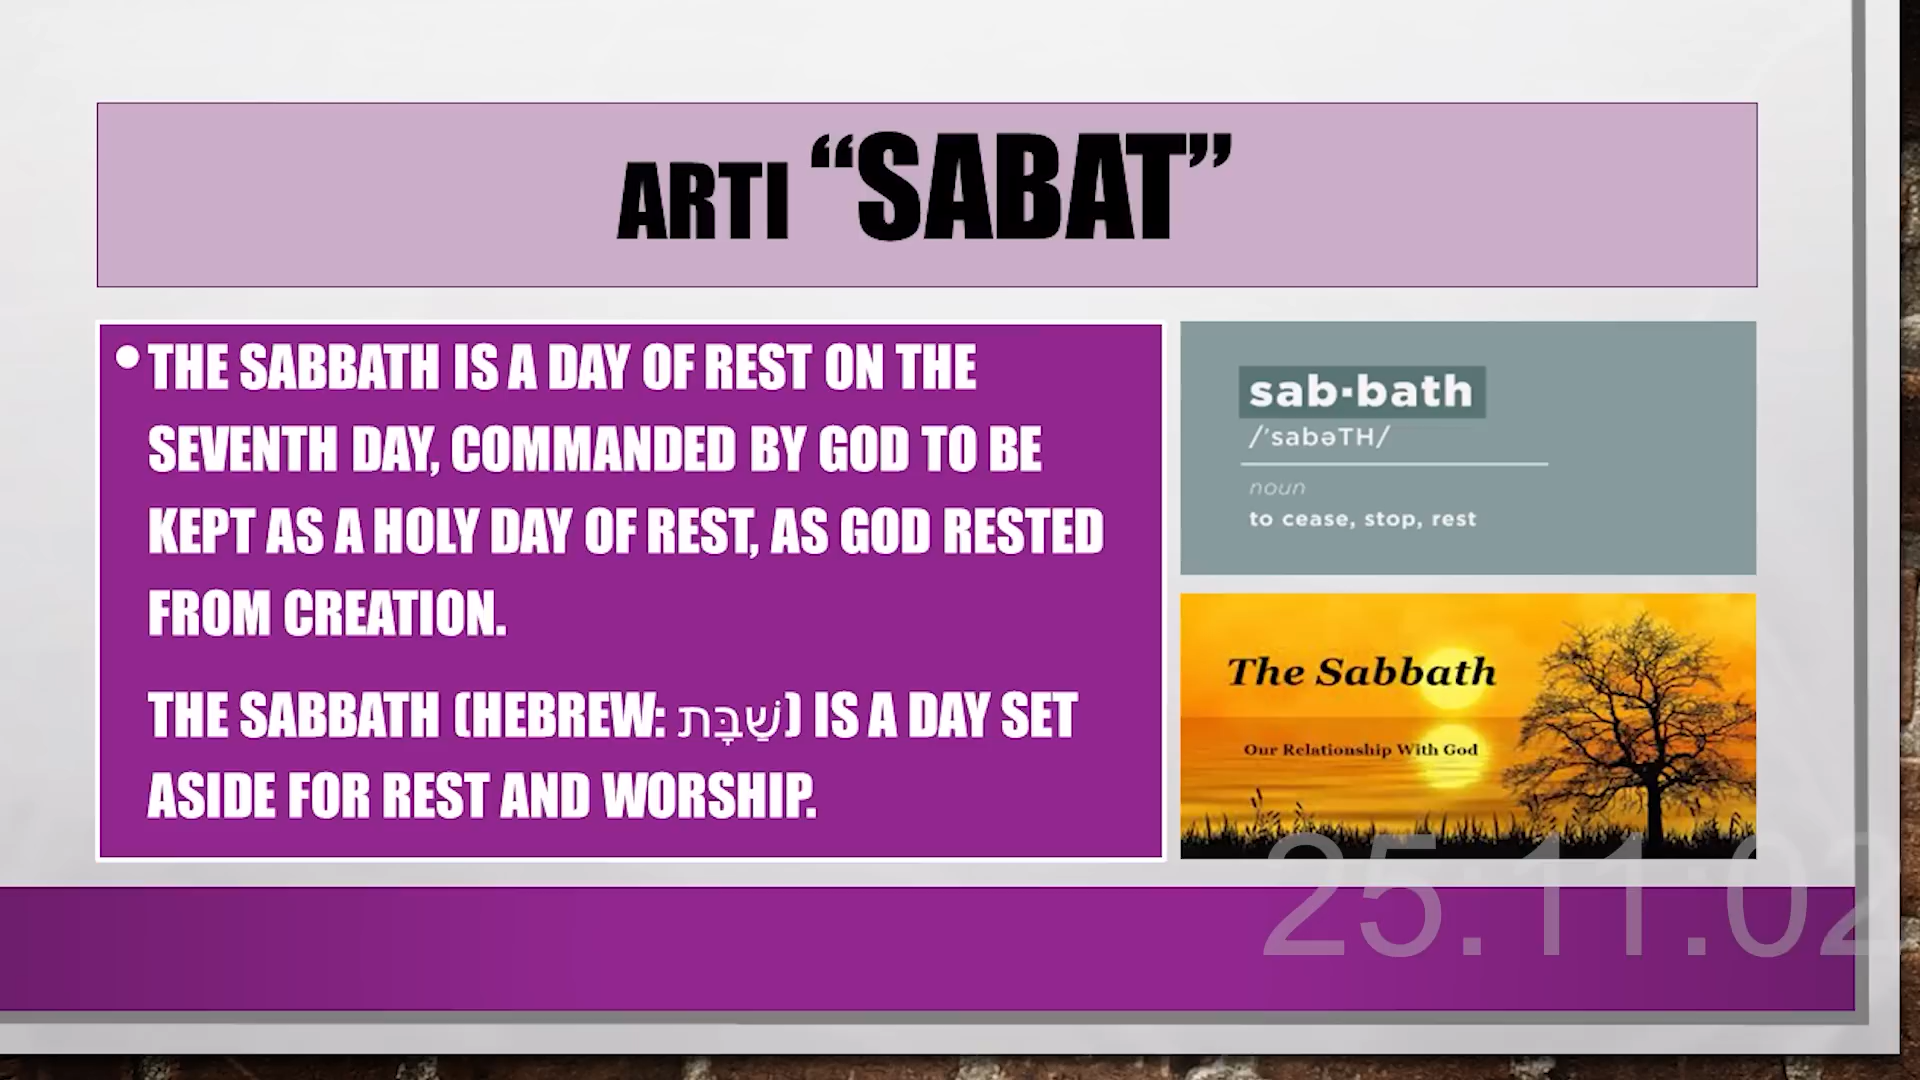 ARTI “SABAT”
• THE SABBATH IS A DAY OF REST ON THE
SEVENTH DAY, COMMANDED BY GOD TO BE
KEPT AS A HOLY DAY OF REST, AS GOD RESTED
FROM CREATION.
THE SABBATH (HEBREW: שַׁבָּת) IS A DAY SET
ASIDE FOR REST AND WORSHIP.
sab·bath
/ˈsabəTH/
noun
to cease, stop, rest
The Sabbath
Our Relationship With God
25:11:02